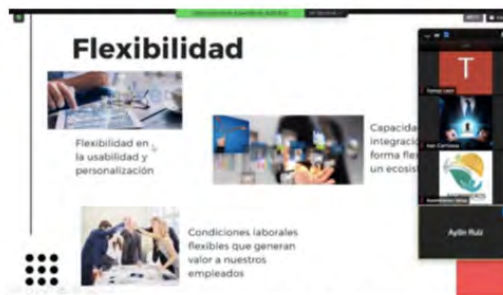 Flexibilidad
Flexibilidad en
la usabilidad y
personalización
Capacida
integració
forma flex
un ecosis
Condiciones laborales
flexibles que generan
valor a nuestros
empleados
T
Aylin Ruiz